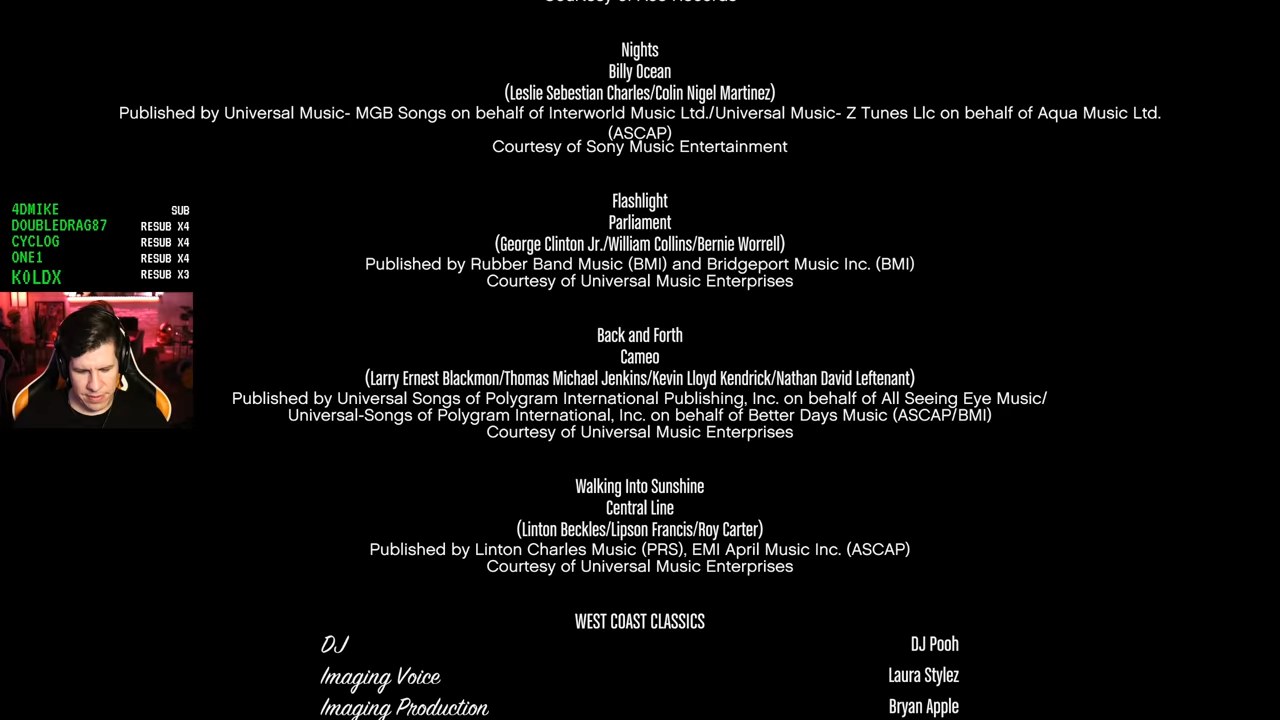 Courtesy of Ace Records
Nights
Billy Ocean
(Leslie Sebestian Charles/Colin Nigel Martinez)
Published by Universal Music- MGB Songs on behalf of Interworld Music Ltd./Universal Music- Z Tunes Llc on behalf of Aqua Music Ltd.
(ASCAP)
Courtesy of Sony Music Entertainment
Flashlight
Parliament
(George Clinton Jr./William Collins/Bernie Worrell)
Published by Rubber Band Music (BMI) and Bridgeport Music Inc. (BMI)
Courtesy of Universal Music Enterprises
Back and Forth
Cameo
(Larry Ernest Blackmon/Thomas Michael Jenkins/Kevin Lloyd Kendrick/Nathan David Leftenant)
Published by Universal Songs of Polygram International Publishing, Inc. on behalf of All Seeing Eye Music/
Universal-Songs of Polygram International, Inc. on behalf of Better Days Music (ASCAP/BMI)
Courtesy of Universal Music Enterprises
Walking Into Sunshine
Central Line
(Linton Beckles/Lipson Francis/Roy Carter)
Published by Linton Charles Music (PRS), EMI April Music Inc. (ASCAP)
Courtesy of Universal Music Enterprises
WEST COAST CLASSICS
DJ DJ Pooh
Imaging Voice Laura Stylez
Imaging Production Bryan Apple
4DMIKE SUB
DOUBLEDRAG87 RESUB X4
CYCLOG RESUB X4
ONE1 RESUB X4
K0LDX RESUB X3